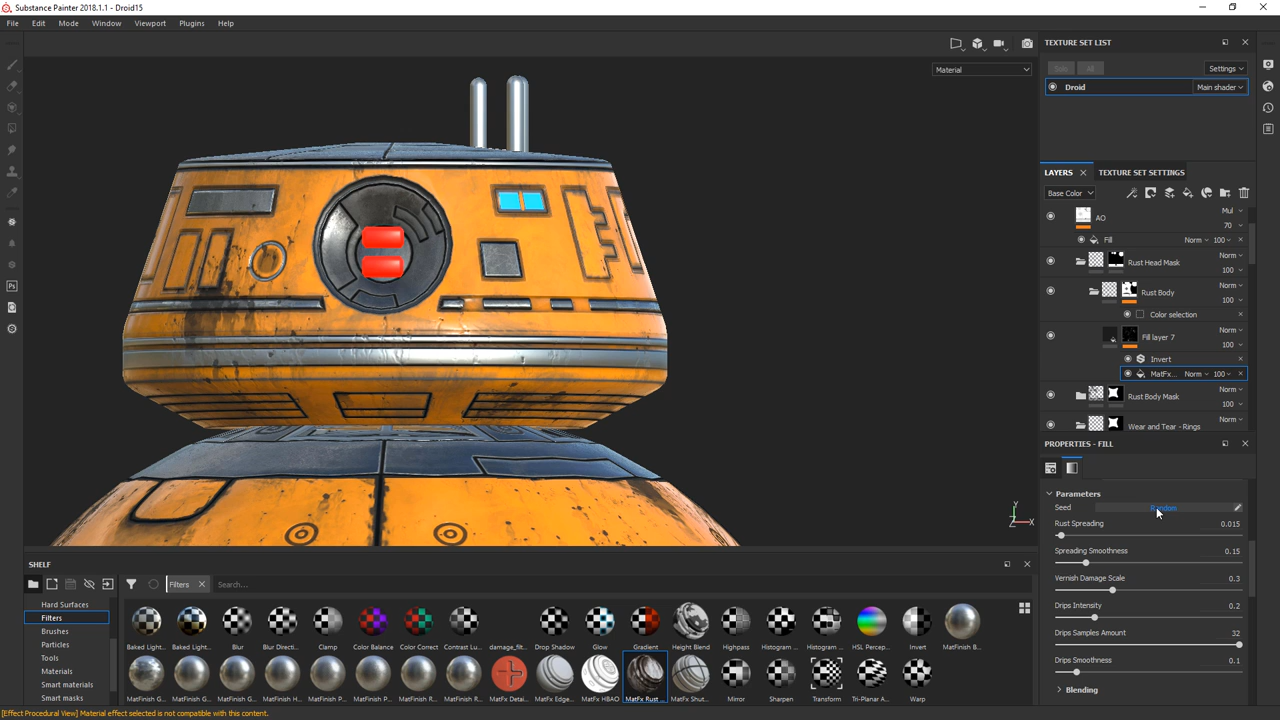 Substance Painter 2018.1.1 - Droid15
File Edit Mode Window Viewport Plugins Help
Material
TEXTURE SET LIST
Solo All Settings
Droid Main shader
LAYERS TEXTURE SET SETTINGS
Base Color
AO Mul 70
Fill Norm 100
Rust Head Mask Norm 100
Rust Body Norm 100
Color selection
Fill layer 7 Norm 100
Invert
MatFx... Norm 100
Rust Body Mask Norm 100
Wear and Tear - Rings Norm
PROPERTIES - FILL
Parameters
Seed Random
Rust Spreading 0.015
Spreading Smoothness 0.15
Vernish Damage Scale 0.3
Drips Intensity 0.2
Drips Samples Amount 32
Drips Smoothness 0.1
Blending
Y
Z X
Ps
SHELF
Filters Search...
Hard Surfaces
Filters
Brushes
Particles
Tools
Materials
Smart materials
Smart masks
Baked Light... Baked Light... Blur Blur Directi... Clamp Color Balance Color Correct Contrast Lu... damage_filt... Drop Shadow Glow Gradient Height Blend Highpass Histogram ... Histogram ... HSL Percep... Invert MatFinish B...
MatFinish G... MatFinish G... MatFinish G... MatFinish H... MatFinish P... MatFinish R... MatFinish R... MatFinish R... MatFx Detai... MatFx Edge... MatFx HBAO MatFx Rust ... MatFx Shut... Mirror Sharpen Transform Tri-Planar A... Warp
[Effect Procedural View] Material effect selected is not compatible with this content.